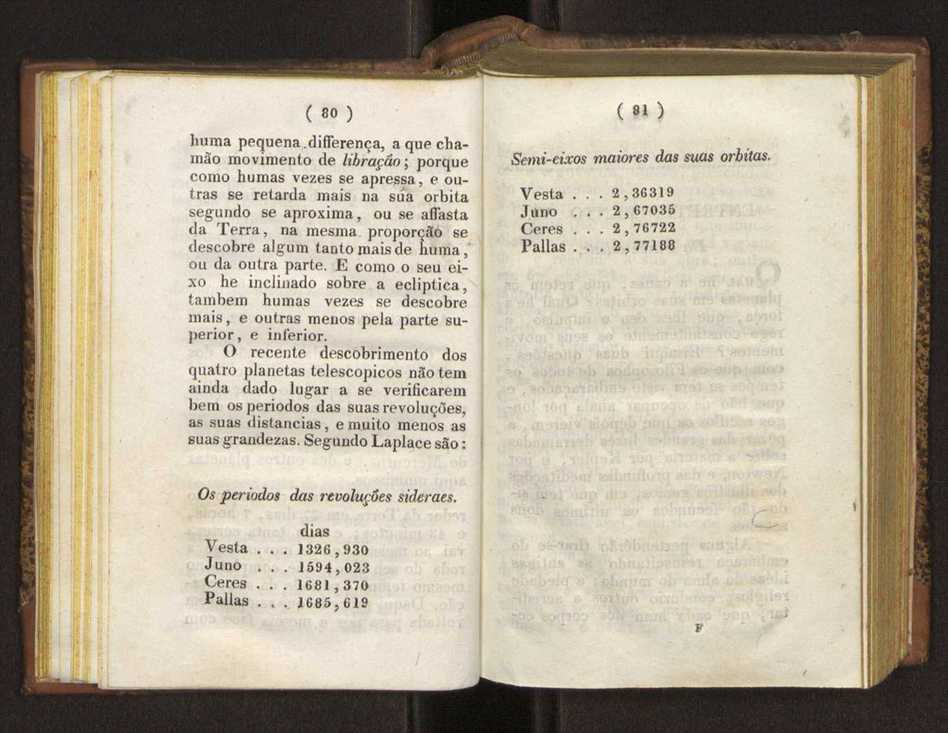 ( 80 )
huma pequena differença, a que cha-
mão movimento de libração; porque
como humas vezes se apressa, e ou-
tras se retarda mais na sua orbita
segundo se aproxima, ou se affasta
da Terra, na mesma proporção se
descobre algum tanto mais de huma,
ou da outra parte. E como o seu ei-
xo he inclinado sobre a ecliptica,
tambem humas vezes se descobre
mais, e outras menos pela parte su-
perior, e inferior.
O recente descobrimento dos
quatro planetas telescopicos não tem
ainda dado lugar a se verificarem
bem os periodos das suas revoluções,
as suas distancias, e muito menos as
suas grandezas. Segundo Laplace são:
Os periodos das revoluções sideraes.
dias
Vesta . . . 1326,930
Juno . . . 1594,023
Ceres . . . 1681,370
Pallas . . . 1685,619
( 81 )
Semi-eixos maiores das suas orbitas.
Vesta . . . 2,36319
Juno . . . 2,67035
Ceres . . . 2,76722
Pallas . . . 2,77188
F